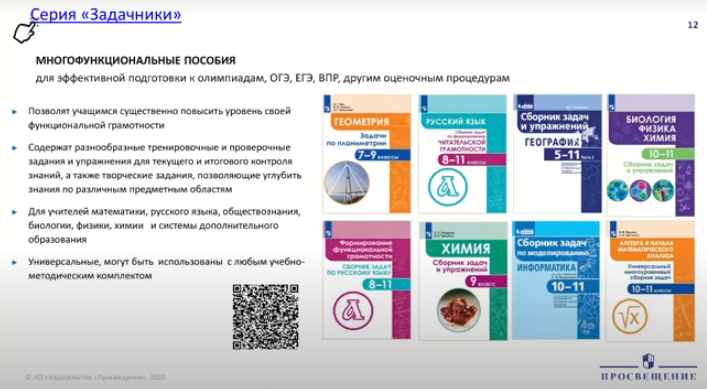 Серия «Задачники»
12
МНОГОФУНКЦИОНАЛЬНЫЕ ПОСОБИЯ
для эффективной подготовки к олимпиадам, ОГЭ, ЕГЭ, ВПР, другим оценочным процедурам
Позволят учащимся существенно повысить уровень своей
функциональной грамотности
Содержат разнообразные тренировочные и проверочные
задания и упражнения для текущего и итогового контроля
знаний, а также творческие задания, позволяющие углубить
знания по различным предметным областям
Для учителей математики, русского языка, обществознания,
биологии, физики, химии и системы дополнительного
образования
Универсальные, могут быть использованы с любым учебно-
методическим комплектом
ГЕОМЕТРИЯ
Задачи
по планиметрии
7–9 КЛАССЫ
РУССКИЙ ЯЗЫК
Сборник задач
по формированию
ЧИТАТЕЛЬСКОЙ
ГРАМОТНОСТИ
8–11 КЛАССЫ
Сборник задач
и упражнений
ГЕОГРАФИЯ
5–11
БИОЛОГИЯ
ФИЗИКА
ХИМИЯ
10–11
Сборник задач
и упражнений
Формирование
функциональной
грамотности
СБОРНИК ЗАДАЧ
ПО РУССКОМУ ЯЗЫКУ
8–11
ХИМИЯ
Сборник задач
и упражнений
9 КЛАСС
Сборник задач
по моделированию
ИНФОРМАТИКА
10–11
АЛГЕБРА И НАЧАЛА
МАТЕМАТИЧЕСКОГО
АНАЛИЗА
Универсальный
многоуровневый
сборник задач
10–11 КЛАССЫ
√x
© АО «Издательство «Просвещение», 2022
ПРОСВЕЩЕНИЕ